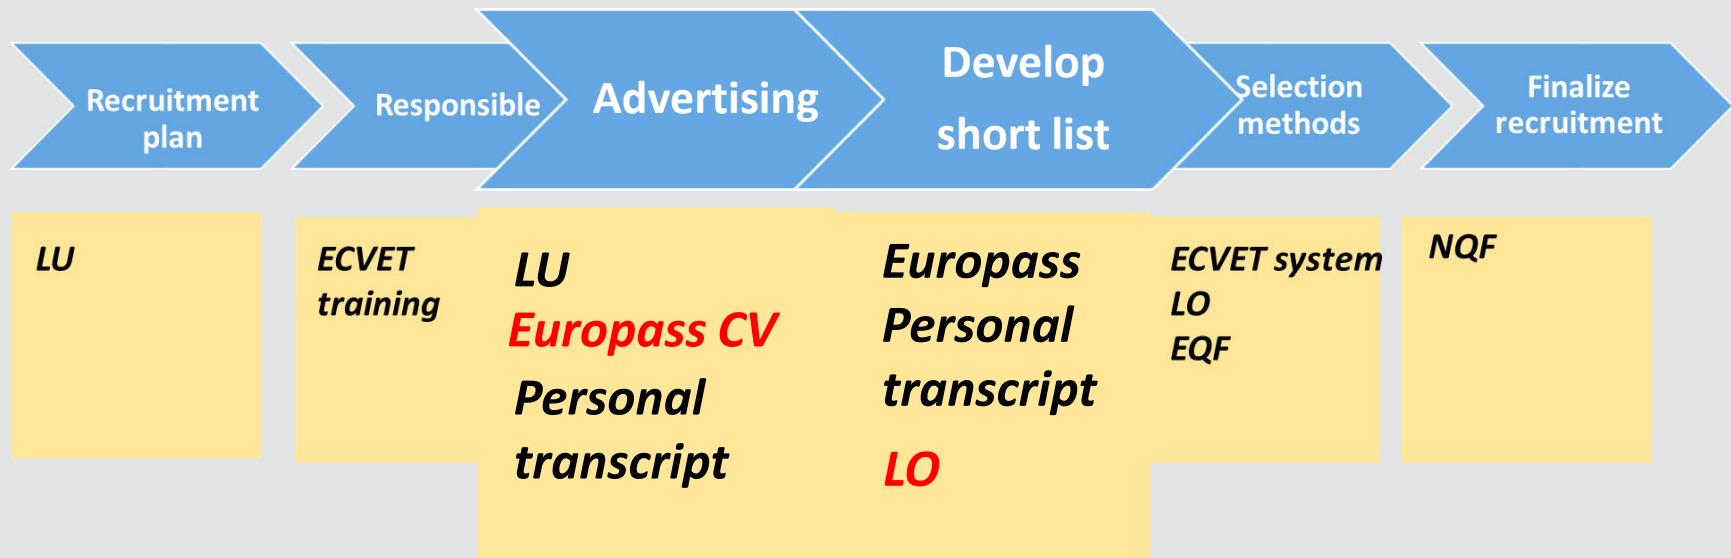 Recruitment
plan
Responsible
Advertising
Develop
short list
Selection
methods
Finalize
recruitment
LU
ECVET
training
LU
Europass CV
Personal
transcript
Europass
Personal
transcript
LO
ECVET system
LO
EQF
NQF